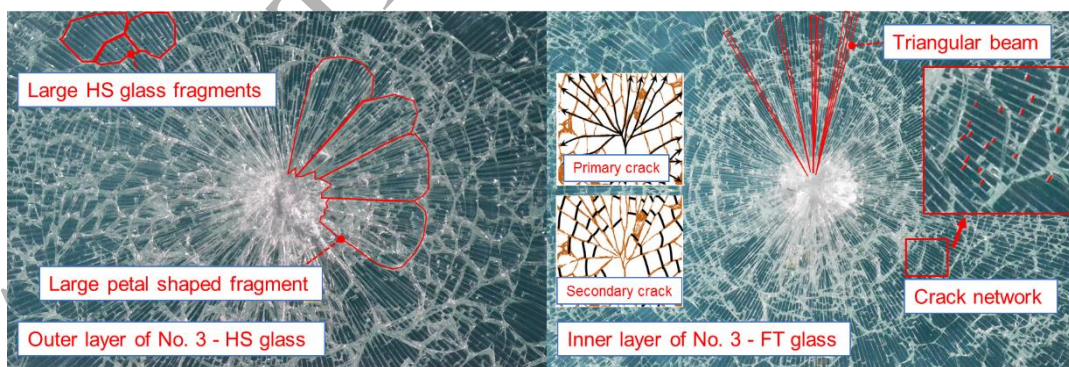 Large HS glass fragments
Large petal shaped fragment
Outer layer of No. 3 - HS glass
Triangular beam
Primary crack
Secondary crack
Crack network
Inner layer of No. 3 - FT glass